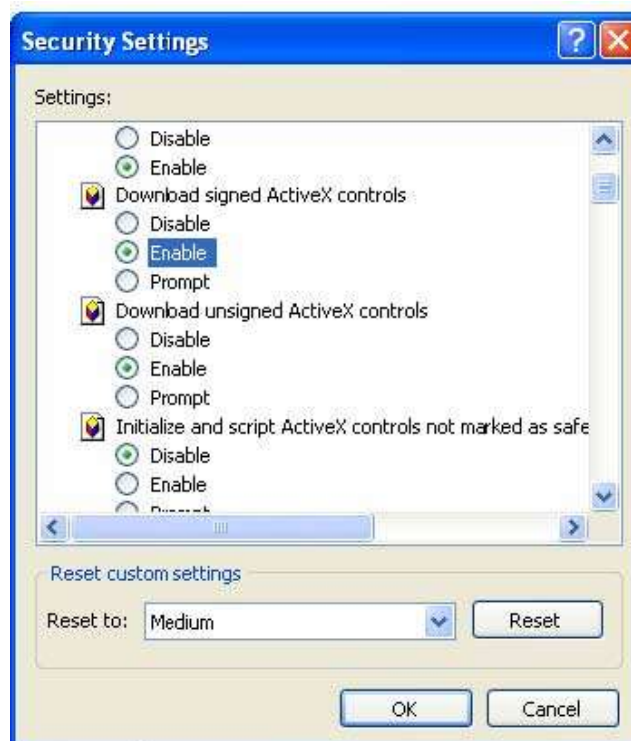 Security Settings
Settings:
Disable
Enable
Download signed ActiveX controls
Disable
Enable
Prompt
Download unsigned ActiveX controls
Disable
Enable
Prompt
Initialize and script ActiveX controls not marked as safe
Disable
Enable
Prompt
Reset custom settings
Reset to: Medium Reset
OK Cancel